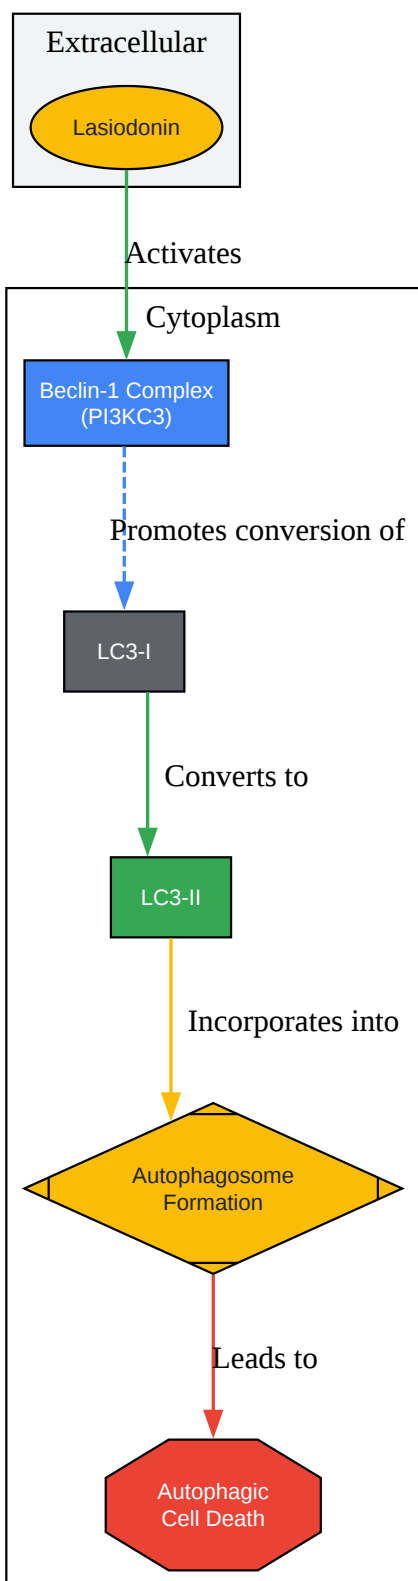 Extracellular
Lasiodonin
Activates
Cytoplasm
Beclin-1 Complex
(PI3KC3)
Promotes conversion of
LC3-I
Converts to
LC3-II
Incorporates into
Autophagosome
Formation
Leads to
Autophagic
Cell Death